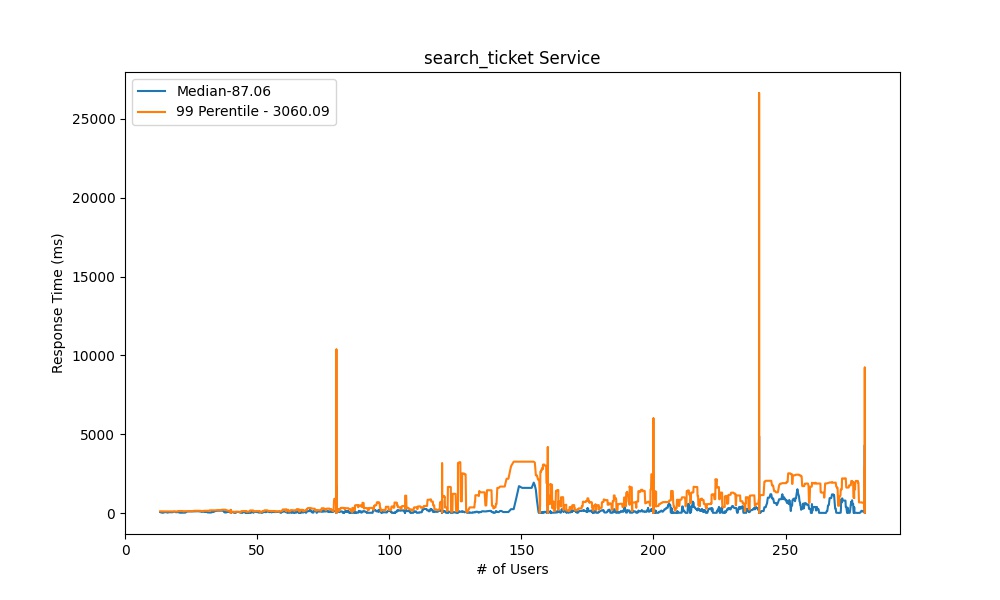 search_ticket Service
Median-87.06
99 Perentile - 3060.09
25000
20000
15000
10000
5000
0
Response Time (ms)
0 50 100 150 200 250
# of Users